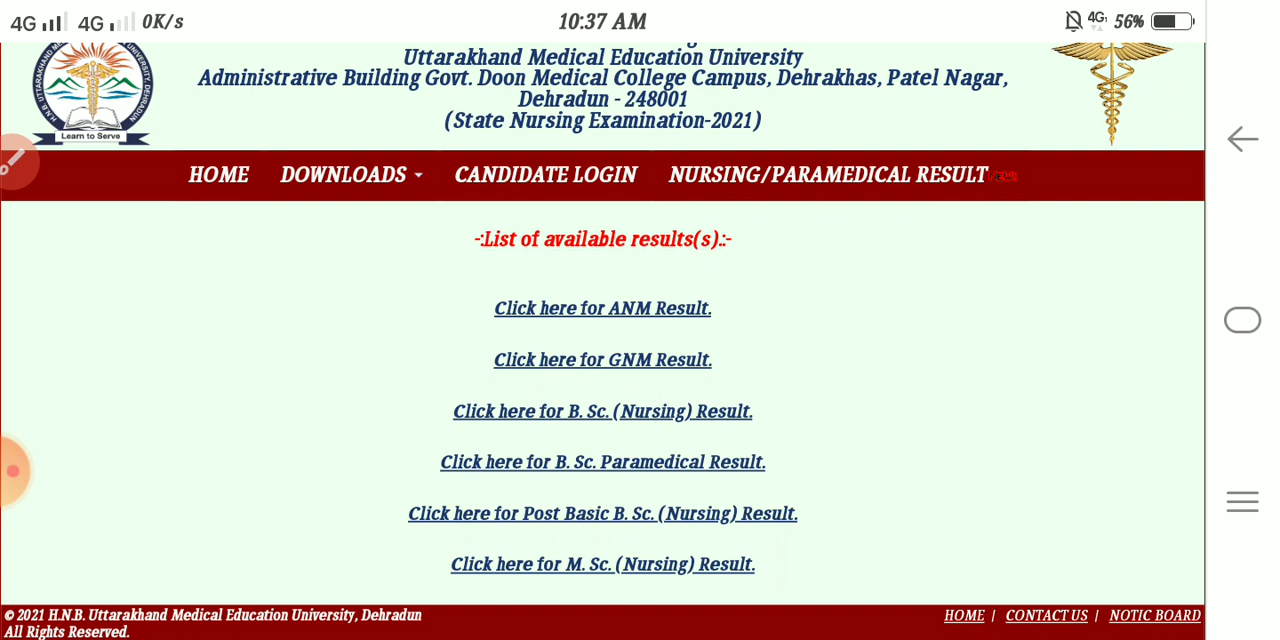 4G 4G 0K/s 10:37 AM 4G 56%
Uttarakhand Medical Education University
Administrative Building Govt. Doon Medical College Campus, Dehrakhas, Patel Nagar,
Dehradun - 248001
(State Nursing Examination-2021)
Learn to Serve
HOME DOWNLOADS CANDIDATE LOGIN NURSING/PARAMEDICAL RESULT
-:List of available results(s).:-
Click here for ANM Result.
Click here for GNM Result.
Click here for B. Sc. (Nursing) Result.
Click here for B. Sc. Paramedical Result.
Click here for Post Basic B. Sc. (Nursing) Result.
Click here for M. Sc. (Nursing) Result.
© 2021 H.N.B. Uttarakhand Medical Education University, Dehradun
All Rights Reserved.
HOME | CONTACT US | NOTIC BOARD